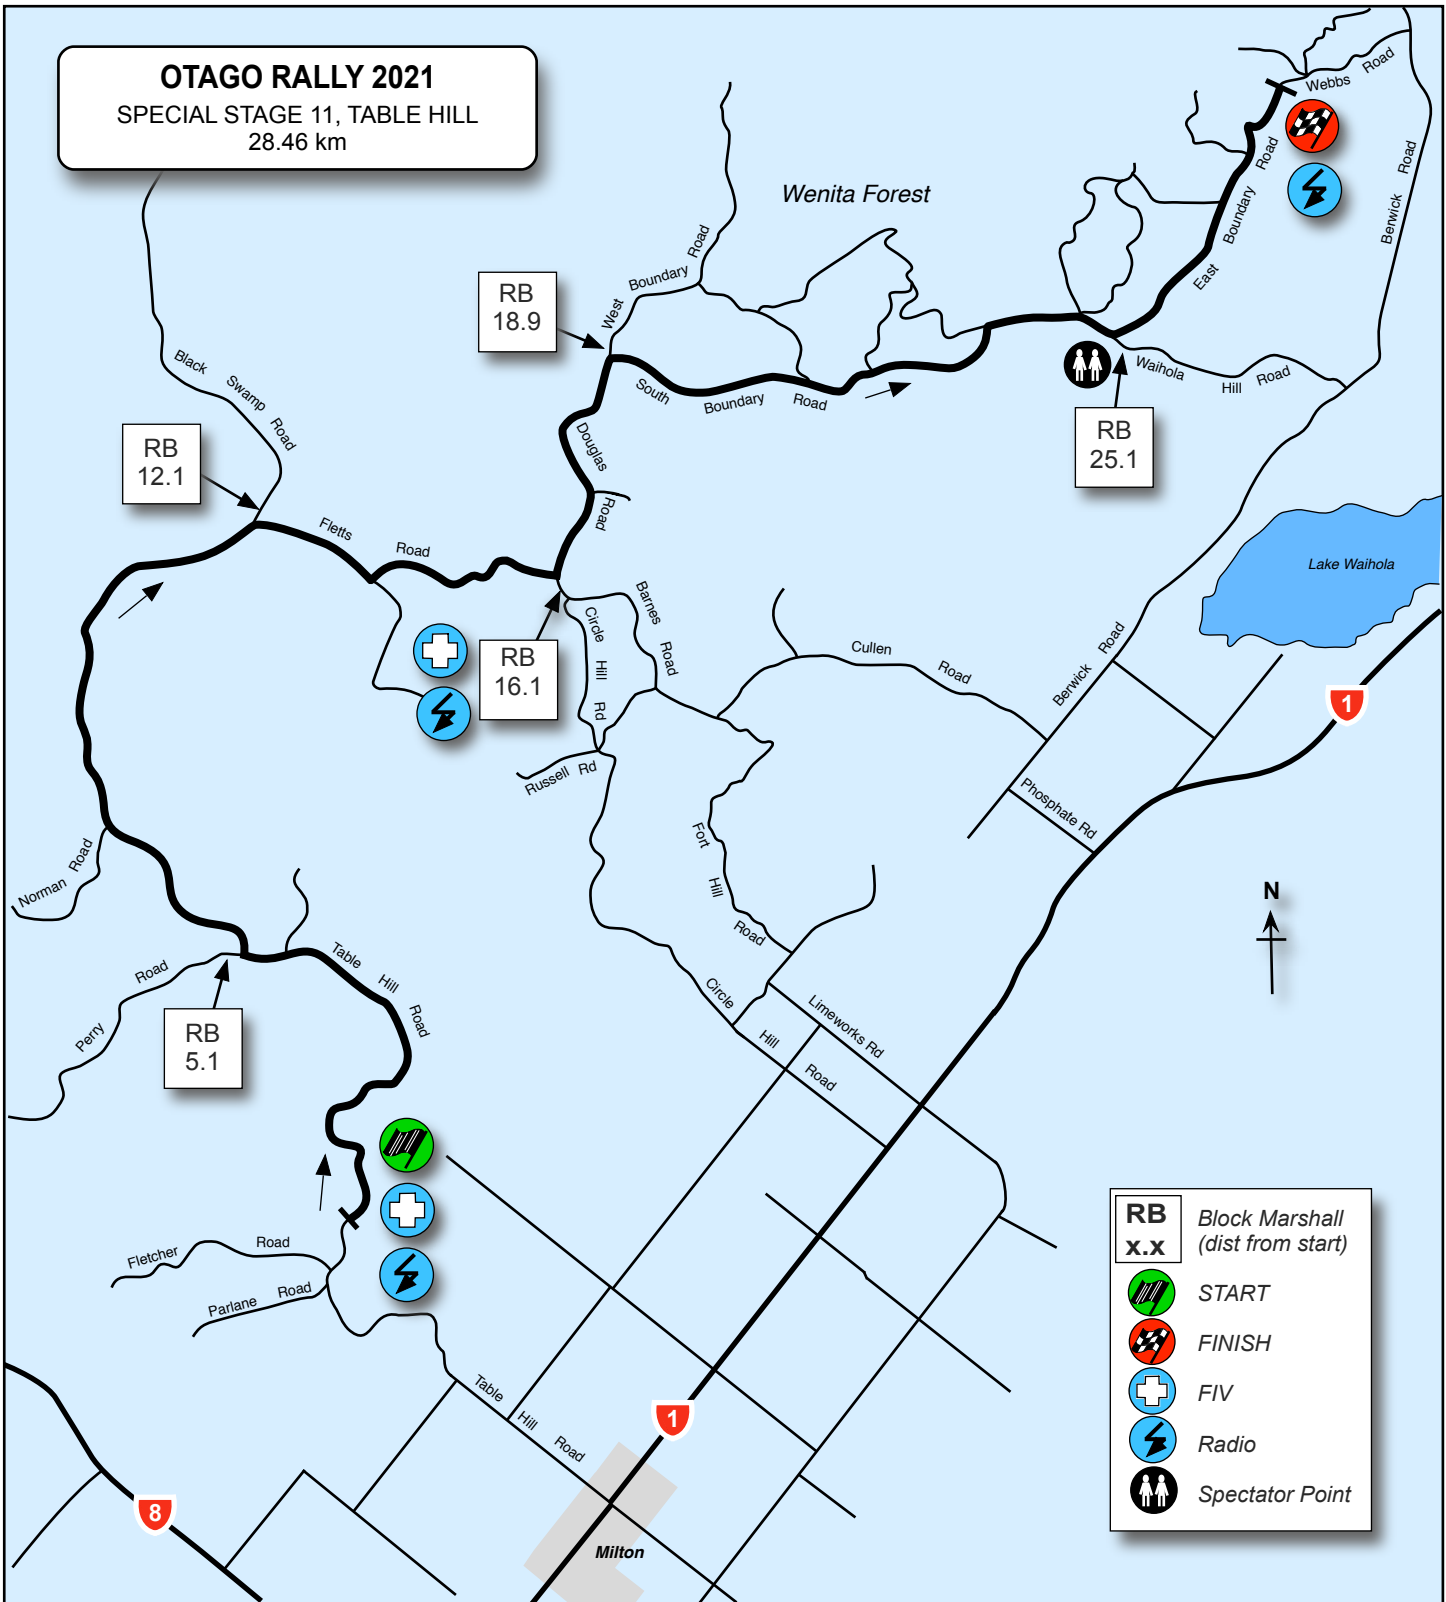 OTAGO RALLY 2021
SPECIAL STAGE 11, TABLE HILL
28.46 km
Webbs Road
Berwick Road
East Boundary Road
Wenita Forest
West Boundary Road
RB
18.9
South Boundary Road
Waihola Hill Road
RB
25.1
Black Swamp Road
RB
12.1
Fletts Road
Douglas Road
Lake Waihola
RB
16.1
Circle Hill Rd
Barnes Road
Cullen Road
Berwick Road
1
Russell Rd
Phosphate Rd
Fort Hill Road
Norman Road
N
Table Hill Road
Perry Road
RB
5.1
Circle Hill Road
Limeworks Rd
Fletcher Road
Parlane Road
Table Hill Road
1
8
Milton
RB
x.x
Block Marshall
(dist from start)
START
FINISH
FIV
Radio
Spectator Point